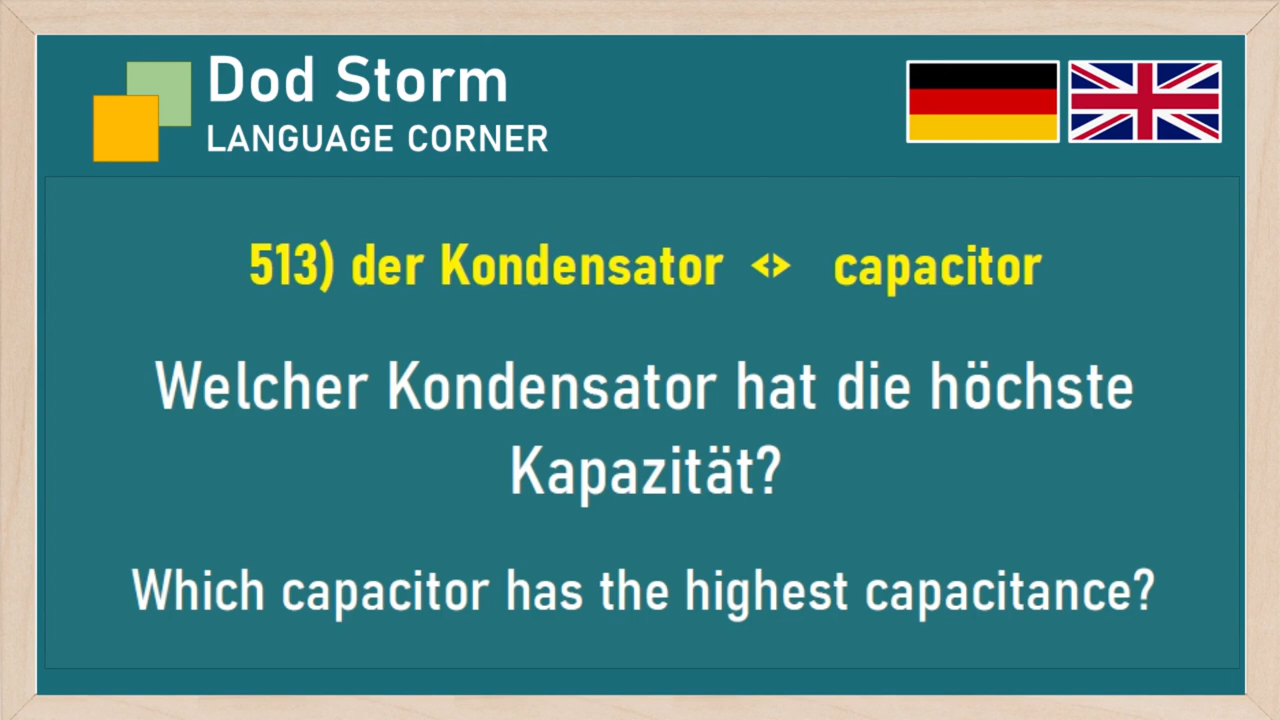 Dod Storm
LANGUAGE CORNER
513) der Kondensator <> capacitor
Welcher Kondensator hat die höchste
Kapazität?
Which capacitor has the highest capacitance?